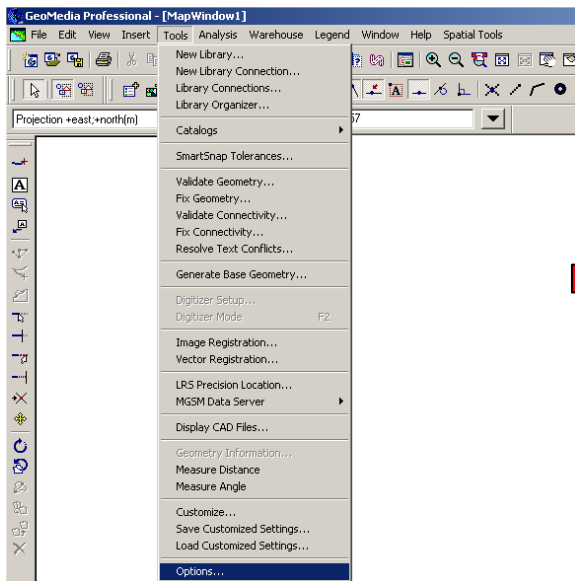 GeoMedia Professional - [MapWindow1]
File Edit View Insert Tools Analysis Warehouse Legend Window Help Spatial Tools
New Library...
New Library Connection...
Library Connections...
Library Organizer...
Projection +east;+north(m)
57
Catalogs
SmartSnap Tolerances...
Validate Geometry...
Fix Geometry...
Validate Connectivity...
Fix Connectivity...
Resolve Text Conflicts...
Generate Base Geometry...
Digitizer Setup...
Digitizer Mode F2
Image Registration...
Vector Registration...
LRS Precision Location...
MGSM Data Server
Display CAD Files...
Geometry Information...
Measure Distance
Measure Angle
Customize...
Save Customized Settings...
Load Customized Settings...
Options...